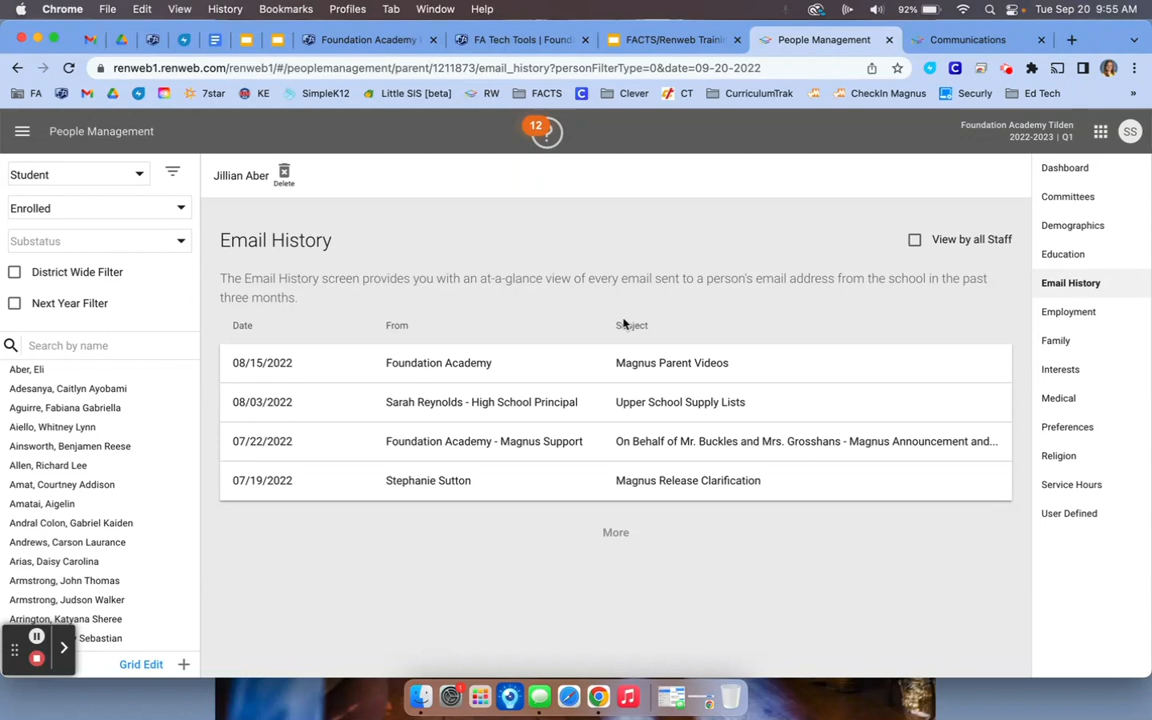 Chrome File Edit View History Bookmarks Profiles Tab Window Help 92% Tue Sep 20 9:55 AM
Foundation Academy FA Tech Tools | Found FACTS/Renweb Traini People Management Communications
renweb1.renweb.com/renweb1/#/peoplemanagement/parent/1211873/email_history?personFilterType=0&date=09-20-2022
FA 7star KE SimpleK12 Little SIS [beta] RW FACTS Clever CT CurriculumTrak CheckIn Magnus Securly Ed Tech »
People Management 12 ? Foundation Academy Tilden
2022-2023 | Q1 SS
Student
Enrolled
Substatus
District Wide Filter
Next Year Filter
Search by name
Aber, Eli
Adesanya, Caitlyn Ayobami
Aguirre, Fabiana Gabriella
Aiello, Whitney Lynn
Ainsworth, Benjamen Reese
Allen, Richard Lee
Amat, Courtney Addison
Amatai, Aigelin
Andral Colon, Gabriel Kaiden
Andrews, Carson Laurance
Arias, Daisy Carolina
Armstrong, John Thomas
Armstrong, Judson Walker
Arrington, Katyana Sheree
Sebastian
Grid Edit +
Jillian Aber Delete
Email History View by all Staff
The Email History screen provides you with an at-a-glance view of every email sent to a person's email address from the school in the past
three months.
Date From Subject
08/15/2022 Foundation Academy Magnus Parent Videos
08/03/2022 Sarah Reynolds - High School Principal Upper School Supply Lists
07/22/2022 Foundation Academy - Magnus Support On Behalf of Mr. Buckles and Mrs. Grosshans - Magnus Announcement and...
07/19/2022 Stephanie Sutton Magnus Release Clarification
More
Dashboard
Committees
Demographics
Education
Email History
Employment
Family
Interests
Medical
Preferences
Religion
Service Hours
User Defined